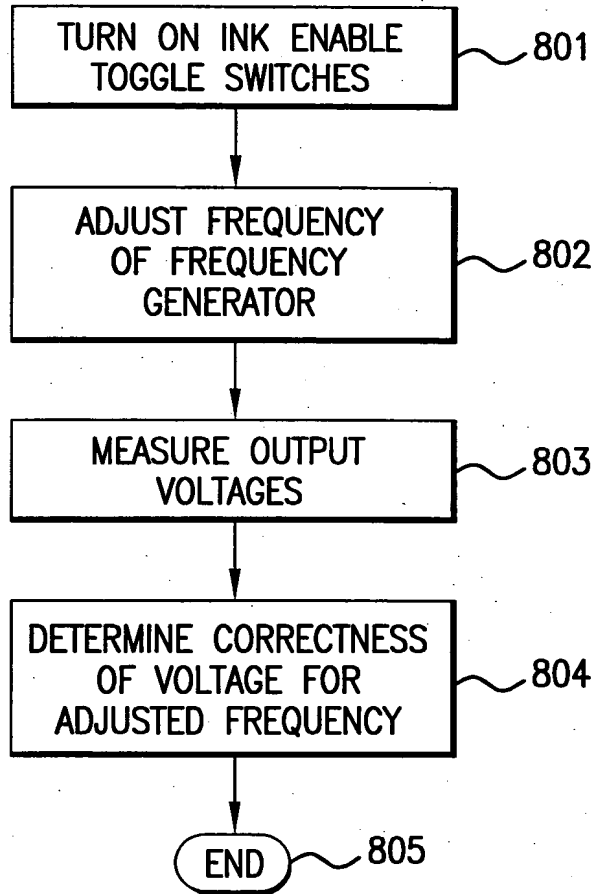 TURN ON INK ENABLE
TOGGLE SWITCHES
801
ADJUST FREQUENCY
OF FREQUENCY
GENERATOR
802
MEASURE OUTPUT
VOLTAGES
803
DETERMINE CORRECTNESS
OF VOLTAGE FOR
ADJUSTED FREQUENCY
804
END
805